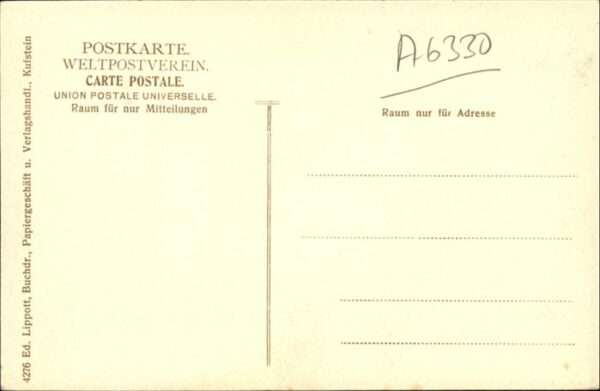 POSTKARTE.
WELTPOSTVEREIN.
CARTE POSTALE.
UNION POSTALE UNIVERSELLE.
Raum für nur Mitteilungen
A6330
Raum nur für Adresse
4276 Ed. Lippott, Buchdr., Papiergeschäft u. Verlagshandl., Kufstein